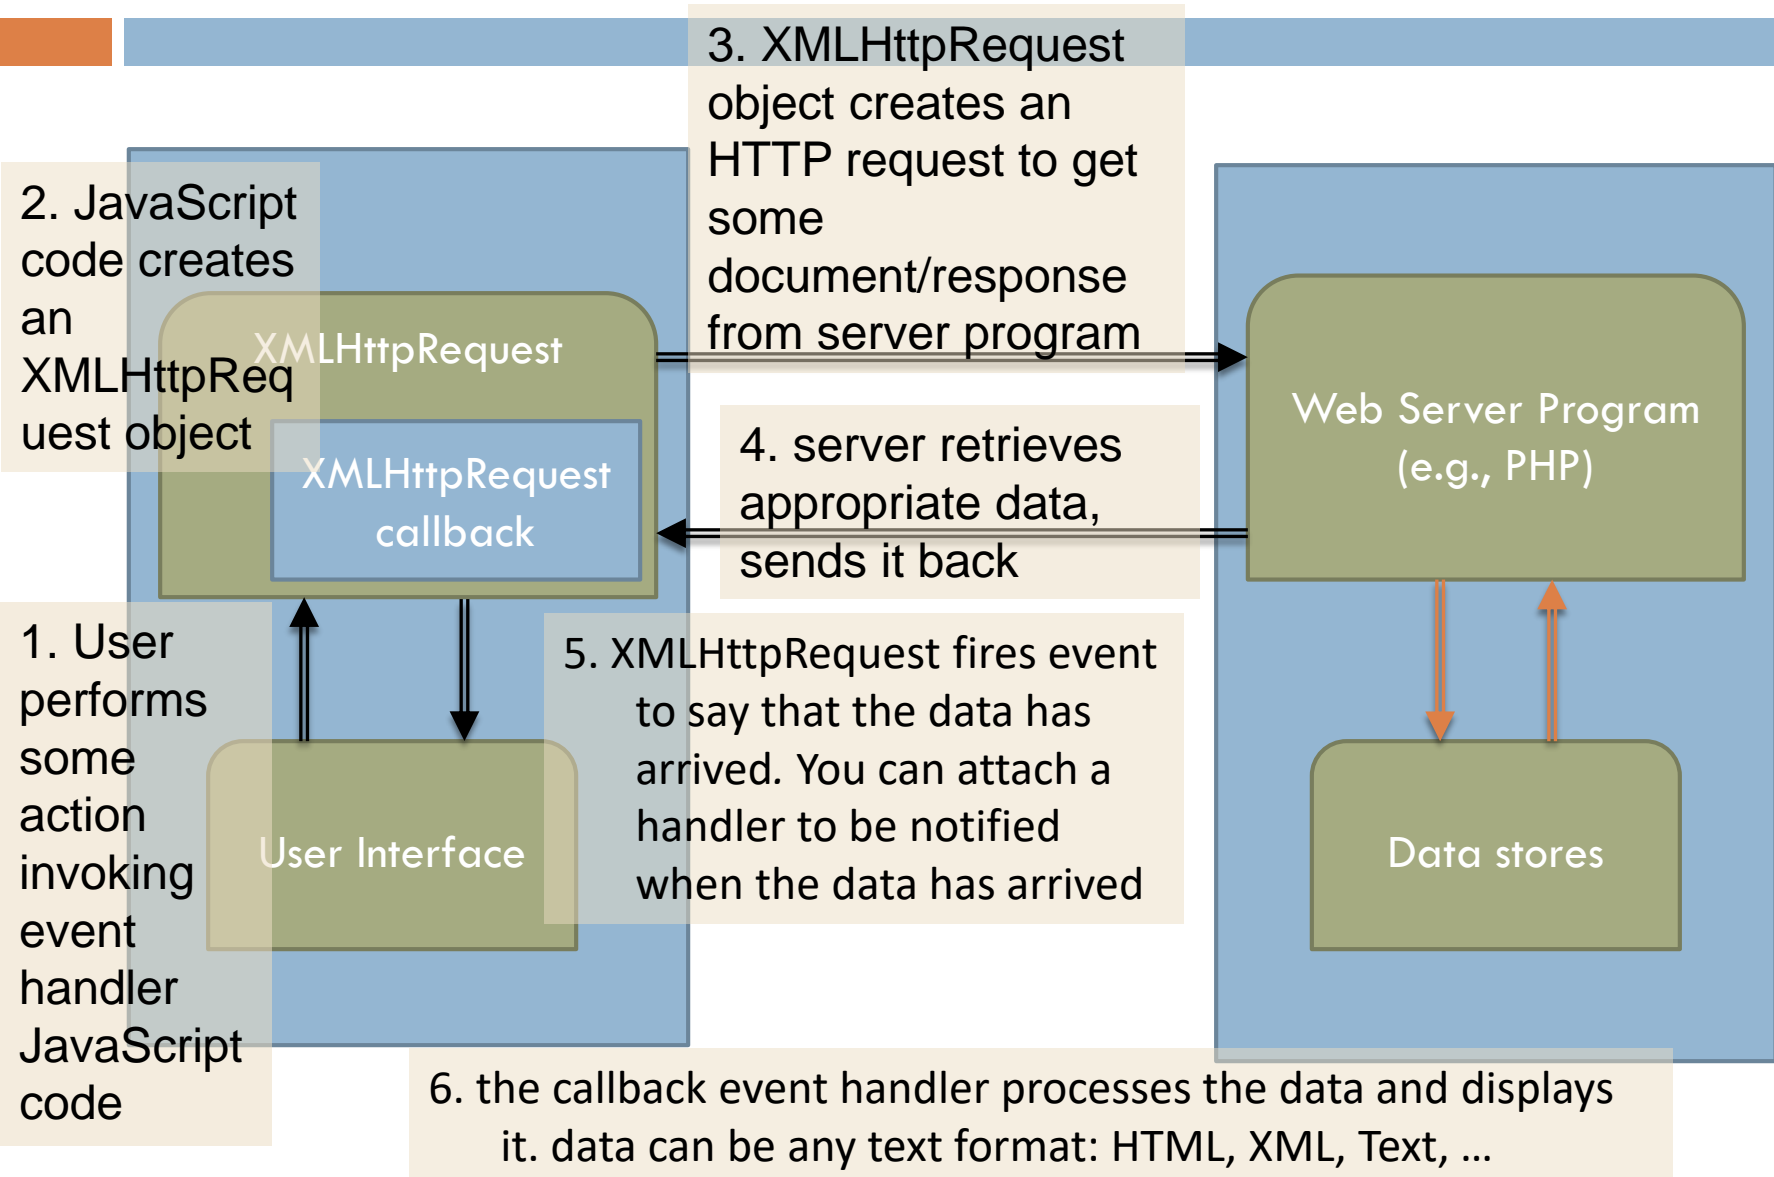 3. XMLHttpRequest
object creates an
HTTP request to get
some
document/response
from server program
2. JavaScript
code creates
an
XMLHttpReq
uest object
XMLHttpRequest
XMLHttpRequest
callback
4. server retrieves
appropriate data,
sends it back
Web Server Program
(e.g., PHP)
1. User
performs
some
action
invoking
event
handler
JavaScript
code
User Interface
5. XMLHttpRequest fires event
to say that the data has
arrived. You can attach a
handler to be notified
when the data has arrived
Data stores
6. the callback event handler processes the data and displays
it. data can be any text format: HTML, XML, Text, …